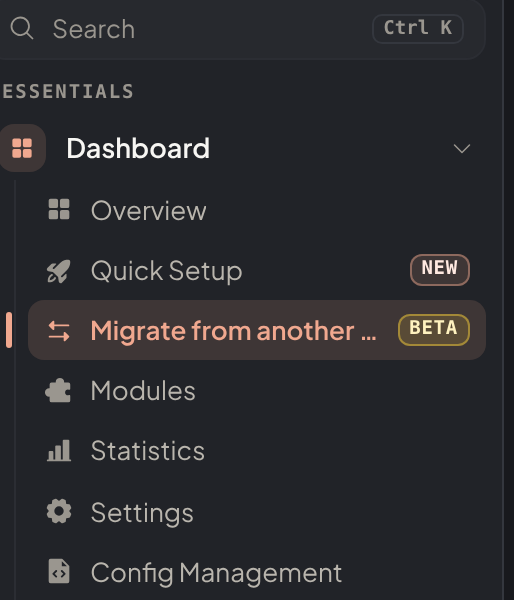 Search Ctrl K
ESSENTIALS
Dashboard
Overview
Quick Setup NEW
Migrate from another ... BETA
Modules
Statistics
Settings
Config Management